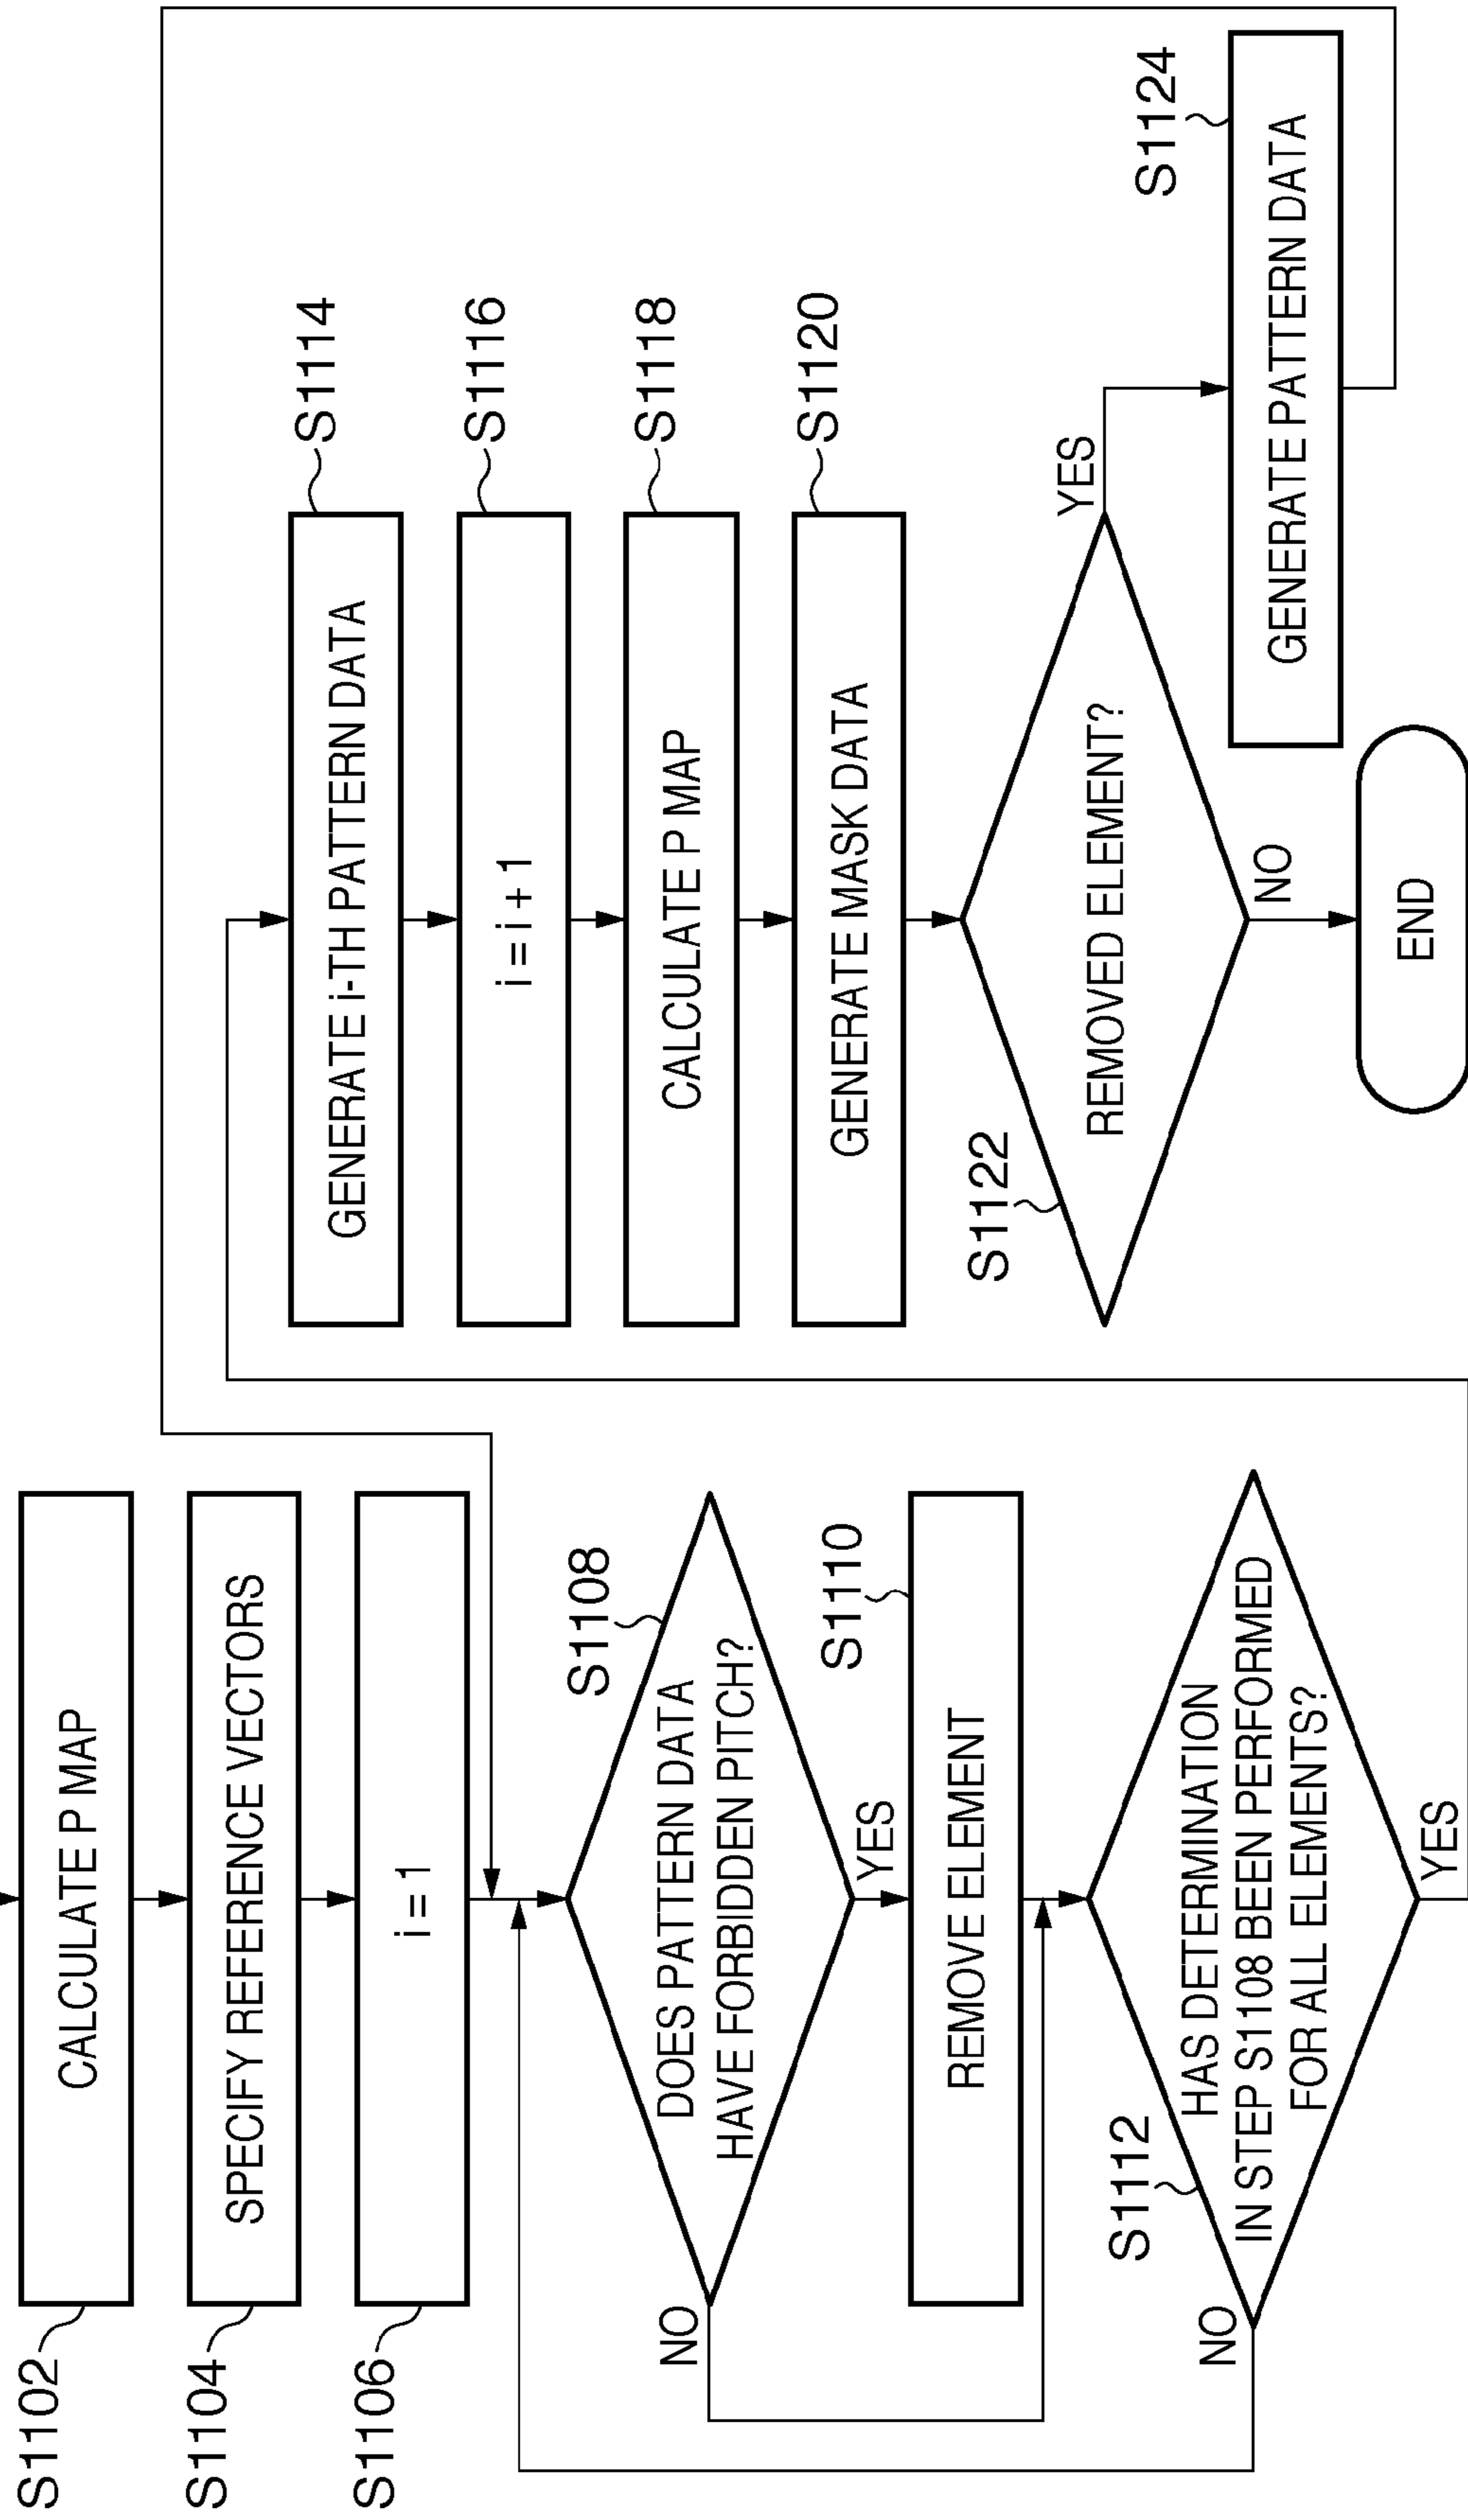 S1102
CALCULATE P MAP
S1104
SPECIFY REFERENCE VECTORS
S1106
i = 1
S1108
DOES PATTERN DATA
HAVE FORBIDDEN PITCH?
NO
YES
S1110
REMOVE ELEMENT
S1112
HAS DETERMINATION
IN STEP S1108 BEEN PERFORMED
FOR ALL ELEMENTS?
NO
YES
S1114
GENERATE i-TH PATTERN DATA
S1116
i = i + 1
S1118
CALCULATE P MAP
S1120
GENERATE MASK DATA
S1122
REMOVED ELEMENT?
YES
NO
S1124
GENERATE PATTERN DATA
END